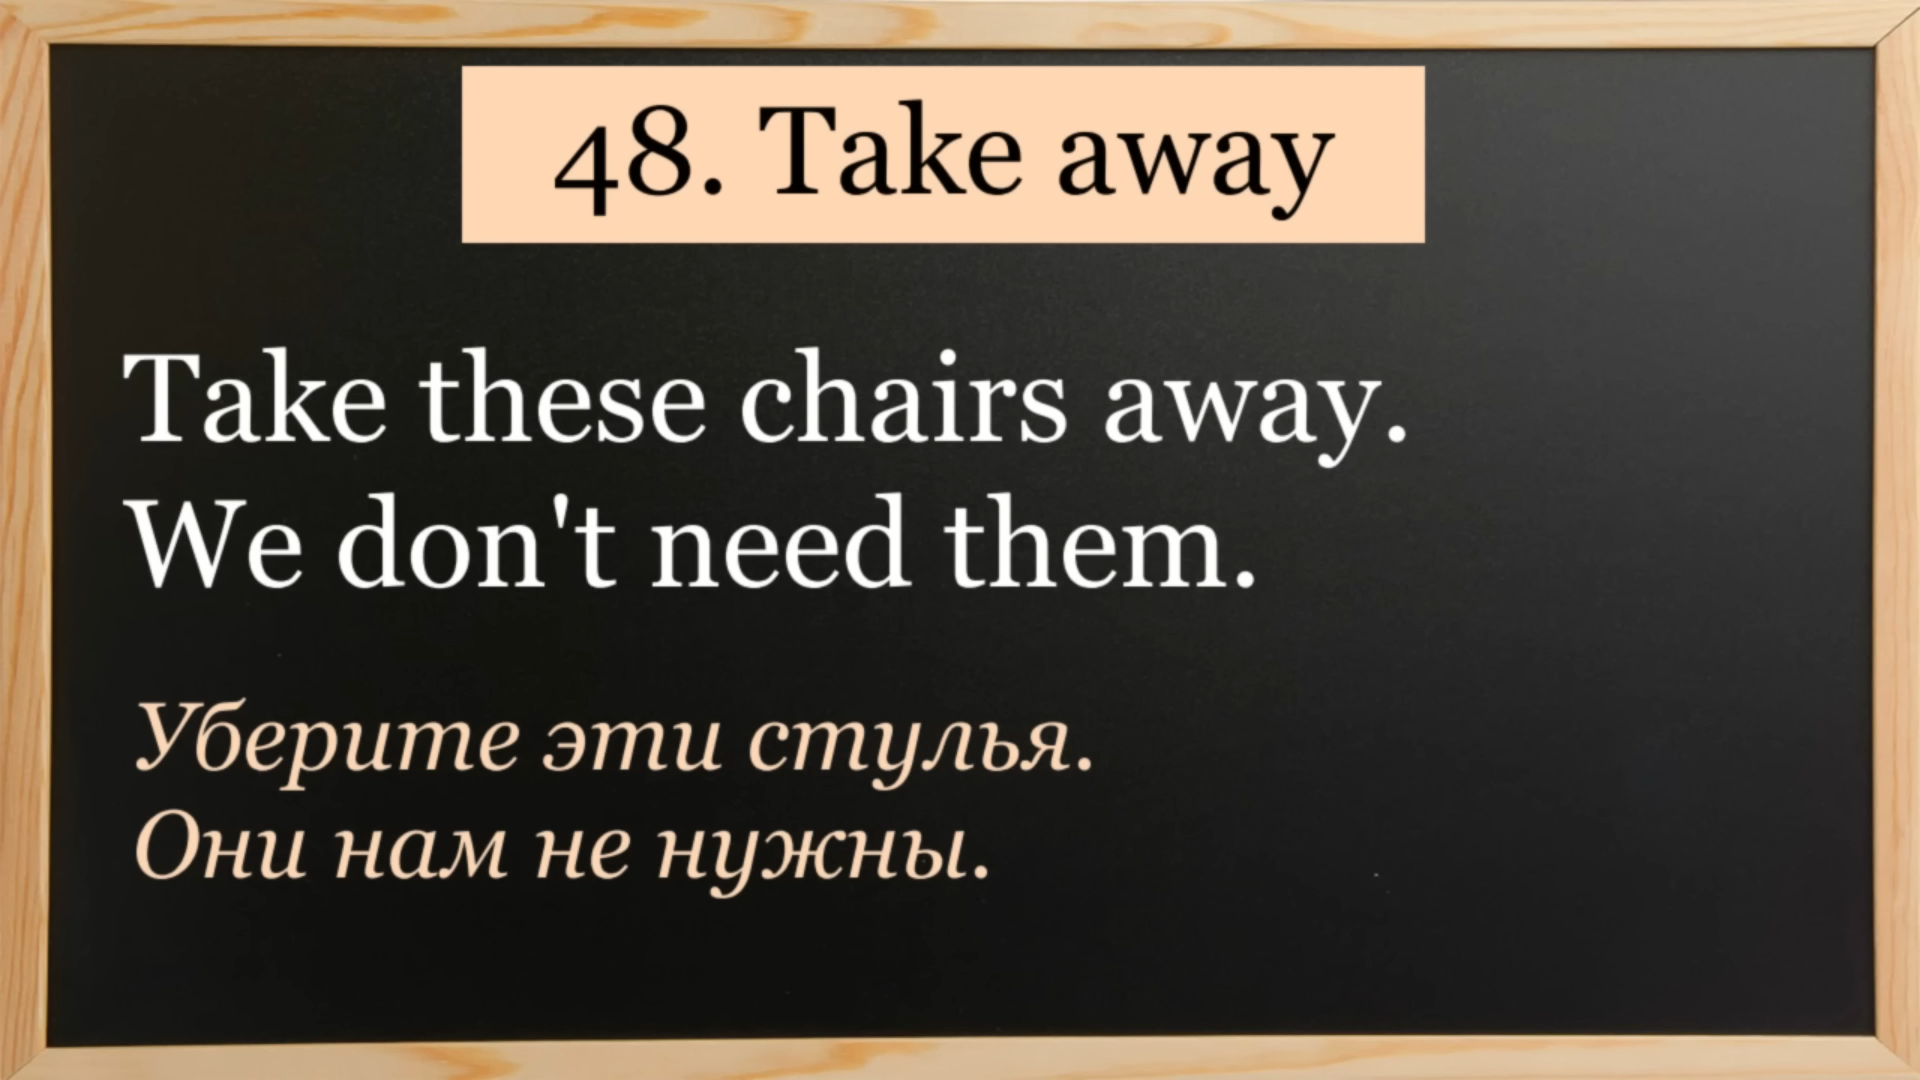 48. Take away
Take these chairs away.
We don't need them.
Уберите эти стулья.
Они нам не нужны.